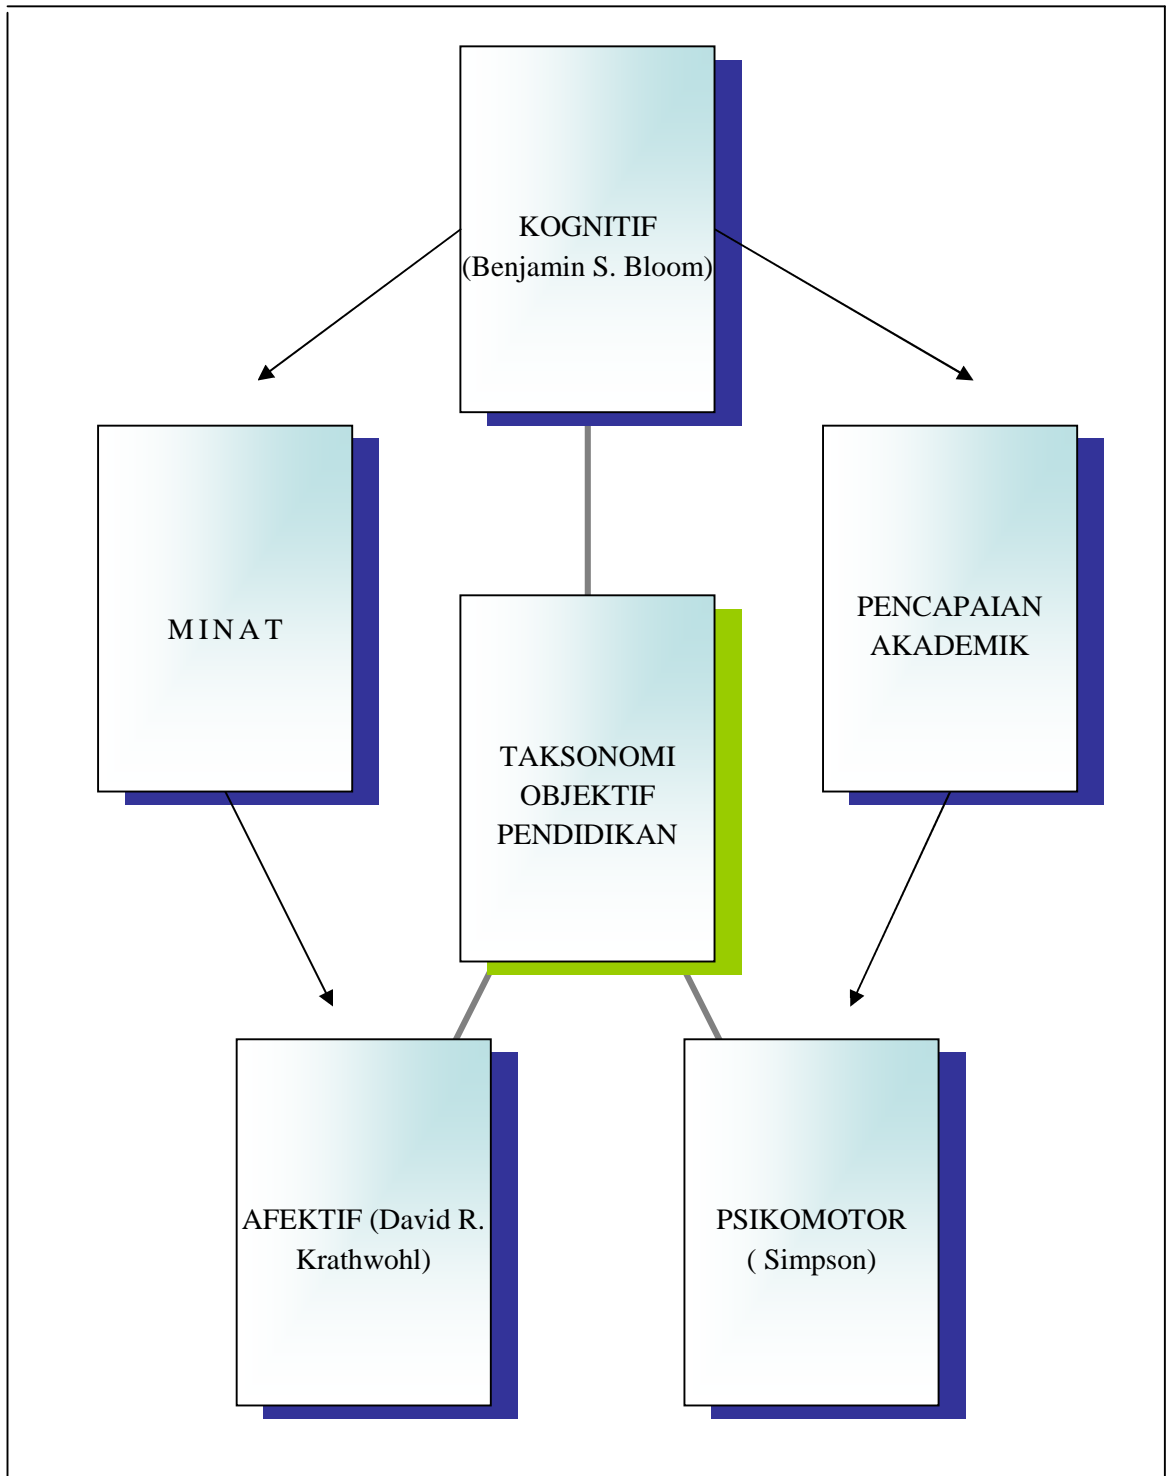 KOGNITIF
(Benjamin S. Bloom)
M I N A T
PENCAPAIAN
AKADEMIK
TAKSONOMI
OBJEKTIF
PENDIDIKAN
AFEKTIF (David R.
Krathwohl)
PSIKOMOTOR
( Simpson)